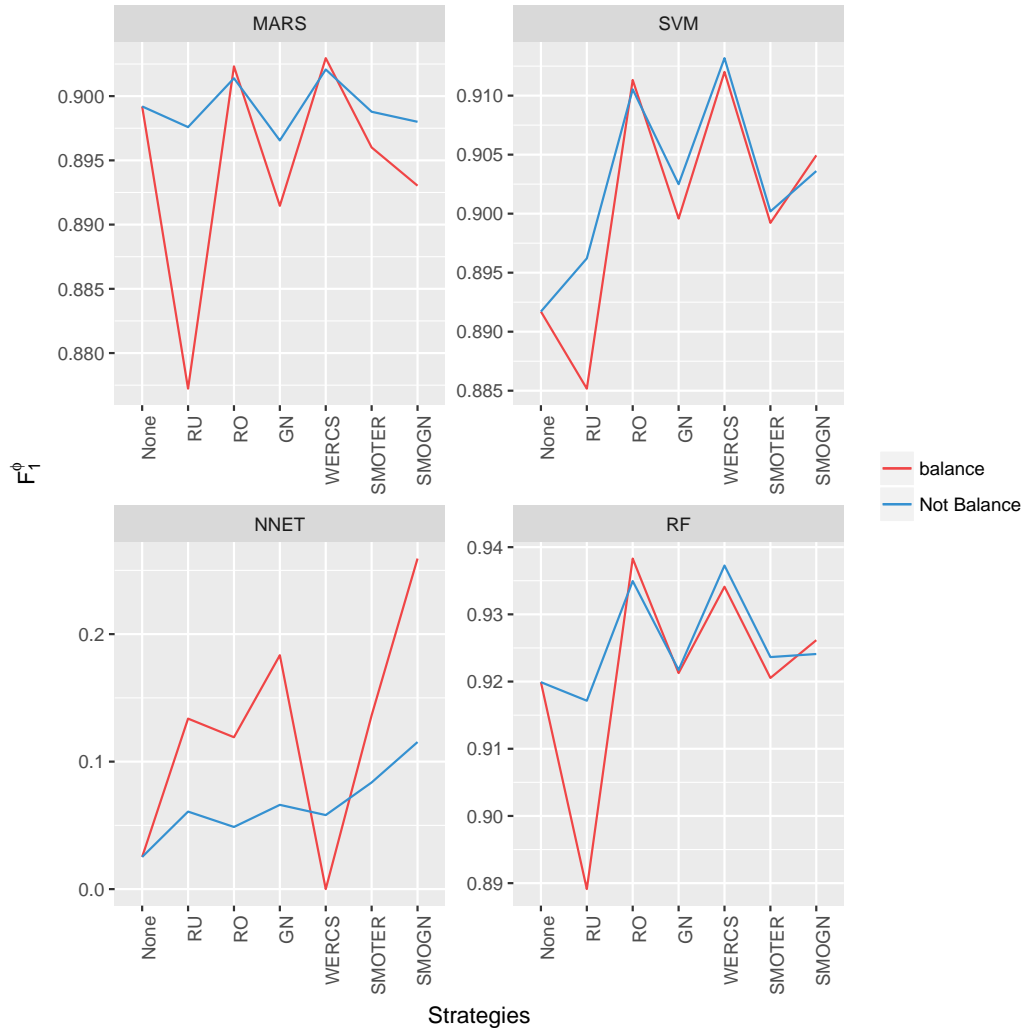 MARS
SVM
0.900
0.895
0.890
0.885
0.880
0.910
0.905
0.900
0.895
0.890
0.885
None
RU
RO
GN
WERCS
SMOTER
SMOGN
None
RU
RO
GN
WERCS
SMOTER
SMOGN
F₁^ϕ
balance
Not Balance
NNET
RF
0.2
0.1
0.0
0.94
0.93
0.92
0.91
0.90
0.89
None
RU
RO
GN
WERCS
SMOTER
SMOGN
None
RU
RO
GN
WERCS
SMOTER
SMOGN
Strategies